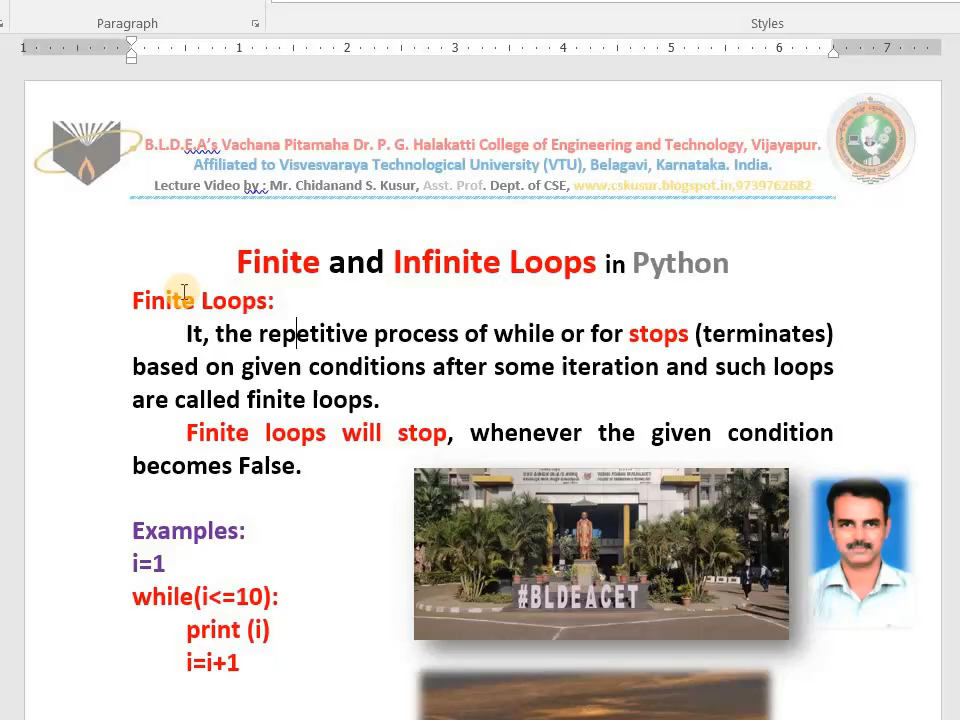 Paragraph
Styles
1 1 2 3 4 5 6 7
B.L.D.E.A's Vachana Pitamaha Dr. P. G. Halakatti College of Engineering and Technology, Vijayapur.
Affiliated to Visvesvaraya Technological University (VTU), Belagavi, Karnataka. India.
Lecture Video by : Mr. Chidanand S. Kusur, Asst. Prof. Dept. of CSE, www.cskusur.blogspot.in,9739762682
Finite and Infinite Loops in Python
Finite Loops:
It, the repetitive process of while or for stops (terminates)
based on given conditions after some iteration and such loops
are called finite loops.
Finite loops will stop, whenever the given condition
becomes False.
Examples:
i=1
while(i<=10):
print (i)
i=i+1
#BLDEACET